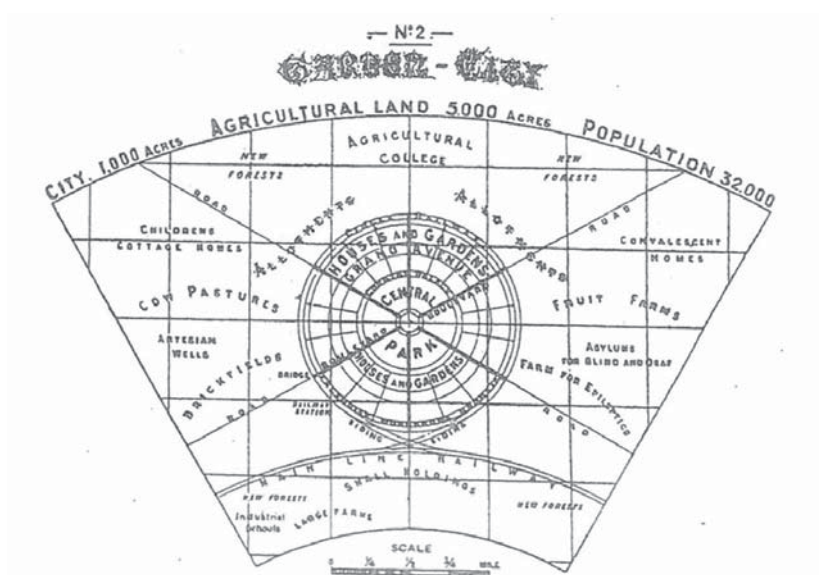 Nº2.
GARDEN-CITY
CITY. 1,000 ACRES AGRICULTURAL LAND 5,000 ACRES POPULATION 32,000
AGRICULTURAL
COLLEGE
NEW
FORESTS
NEW
FORESTS
ROAD
ROAD
ALLOTMENTS
ALLOTMENTS
CHILDRENS
COTTAGE HOMES
CONVALESCENT
HOMES
HOUSES AND GARDENS
GRAND AVENUE
CENTRAL
PARK
BOULEVARD
BOULEVARD
COW PASTURES
FRUIT FARMS
ARTESIAN
WELLS
ASYLUMS
FOR BLIND AND DEAF
BRICKFIELDS
BRIDGE
HOUSES AND GARDENS
FARM FOR EPILEPTICS
ROAD
RAILWAY
STATION
ROAD
SIDING
SIDING
MAIN LINE RAILWAY
SMALL HOLDINGS
NEW FORESTS
NEW FORESTS
Industrial
Schools
LARGE FARMS
SCALE
0 ¼ ½ ¾ MILE